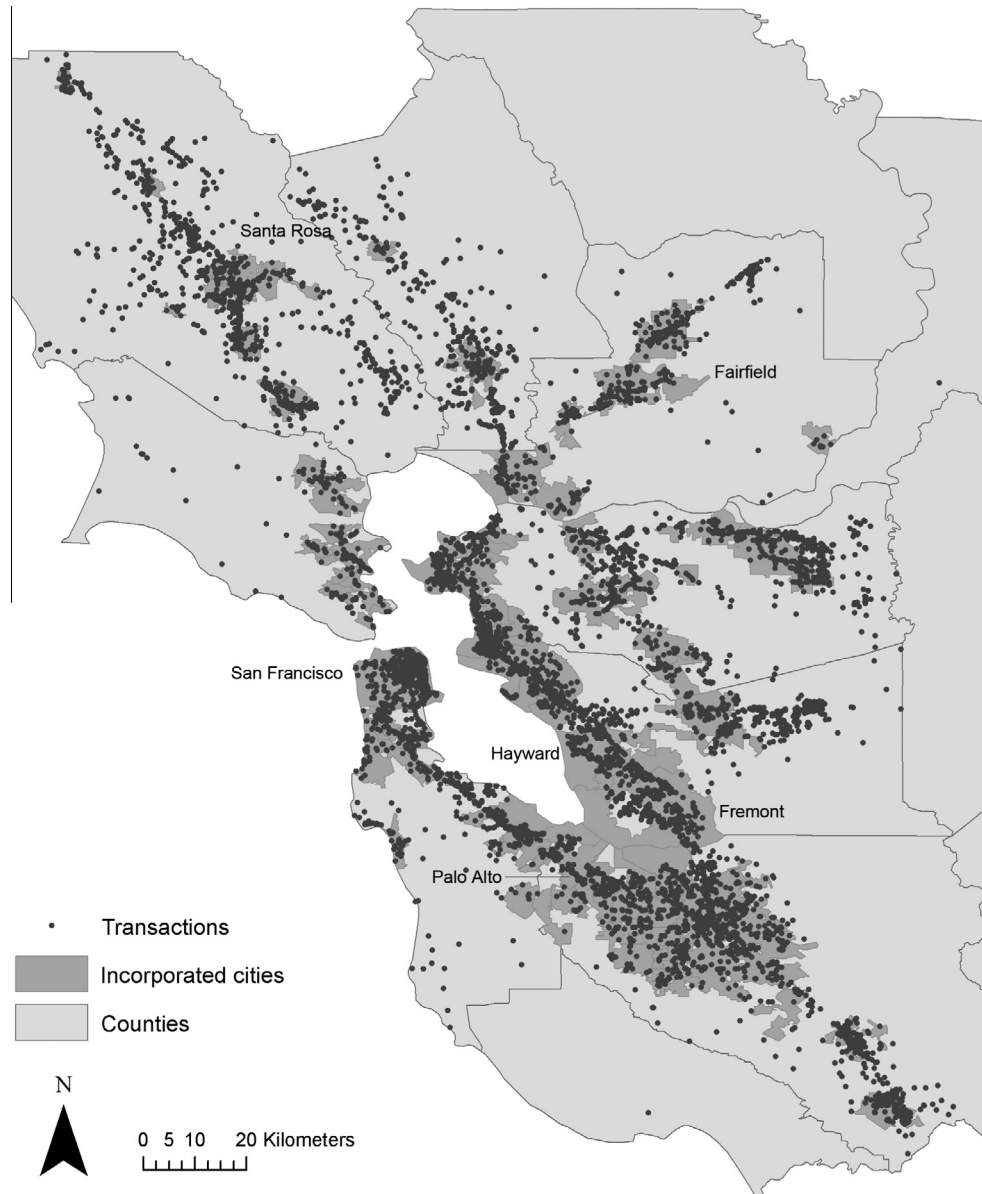 Santa Rosa
Fairfield
San Francisco
Hayward
Fremont
Palo Alto
Transactions
Incorporated cities
Counties
N
0 5 10 20 Kilometers